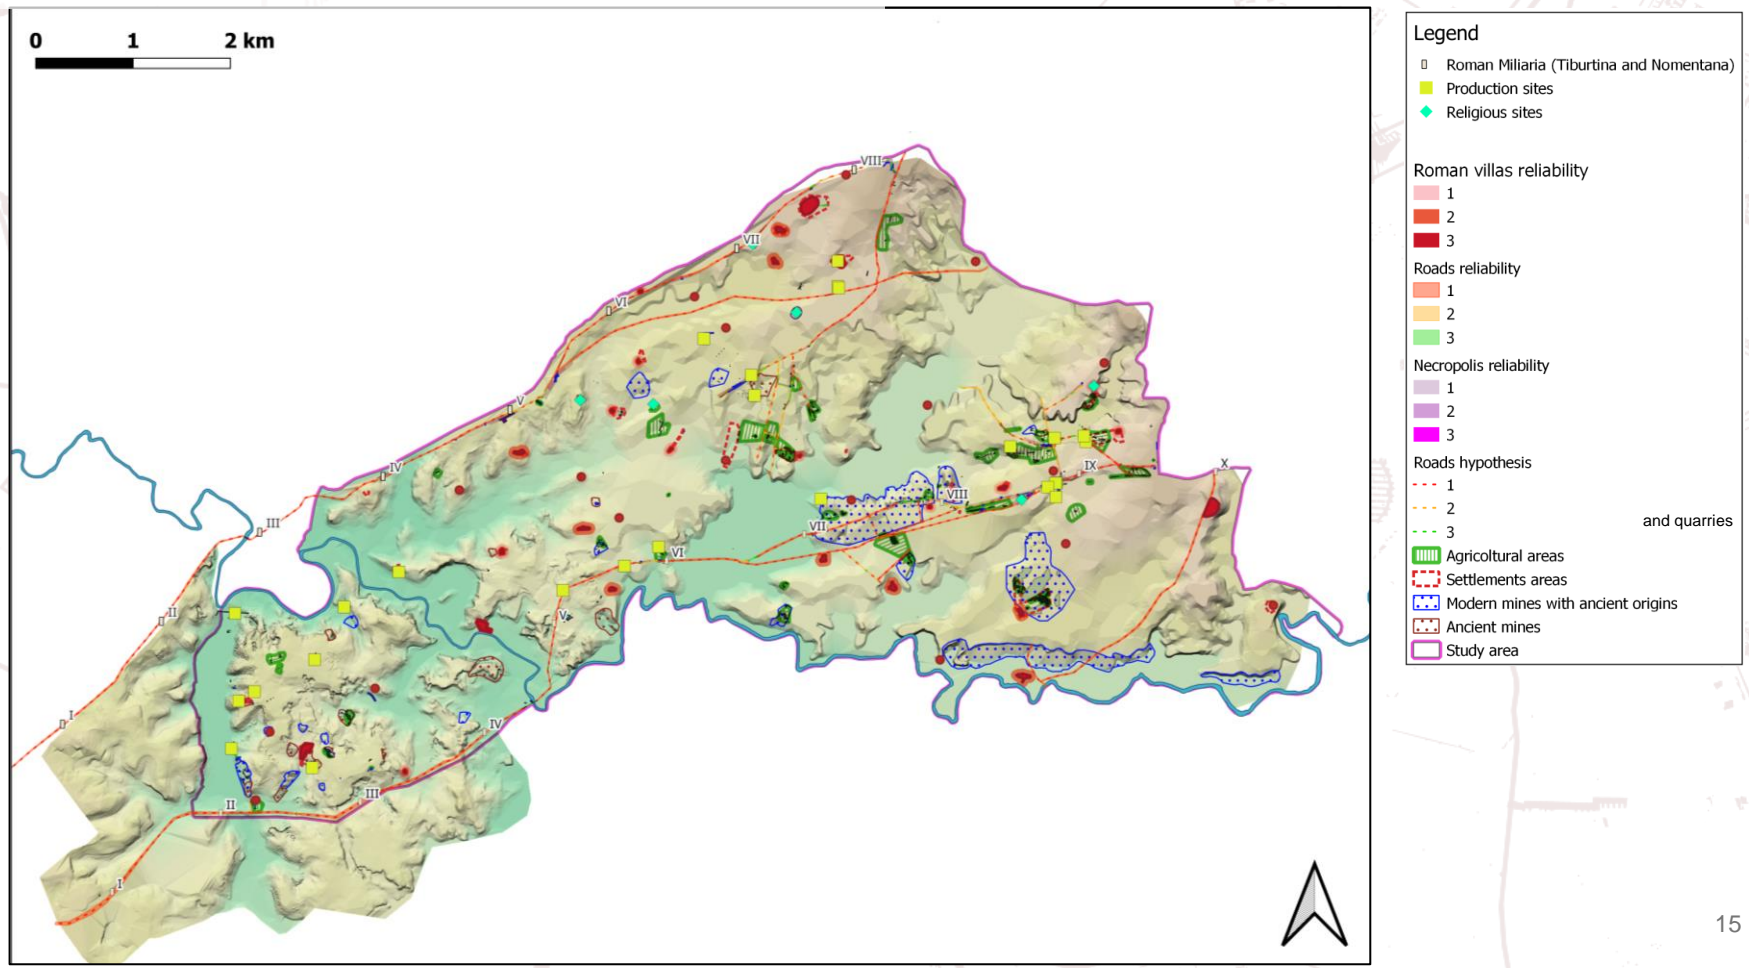 0 1 2 km
VIII
VII
VI
V
IV
III
II
I
X
IX
VIII
VII
VI
V
IV
III
II
I
Legend
Roman Miliaria (Tiburtina and Nomentana)
Production sites
Religious sites
Roman villas reliability
1
2
3
Roads reliability
1
2
3
Necropolis reliability
1
2
3
Roads hypothesis
1
2
3
and quarries
Agricoltural areas
Settlements areas
Modern mines with ancient origins
Ancient mines
Study area
15